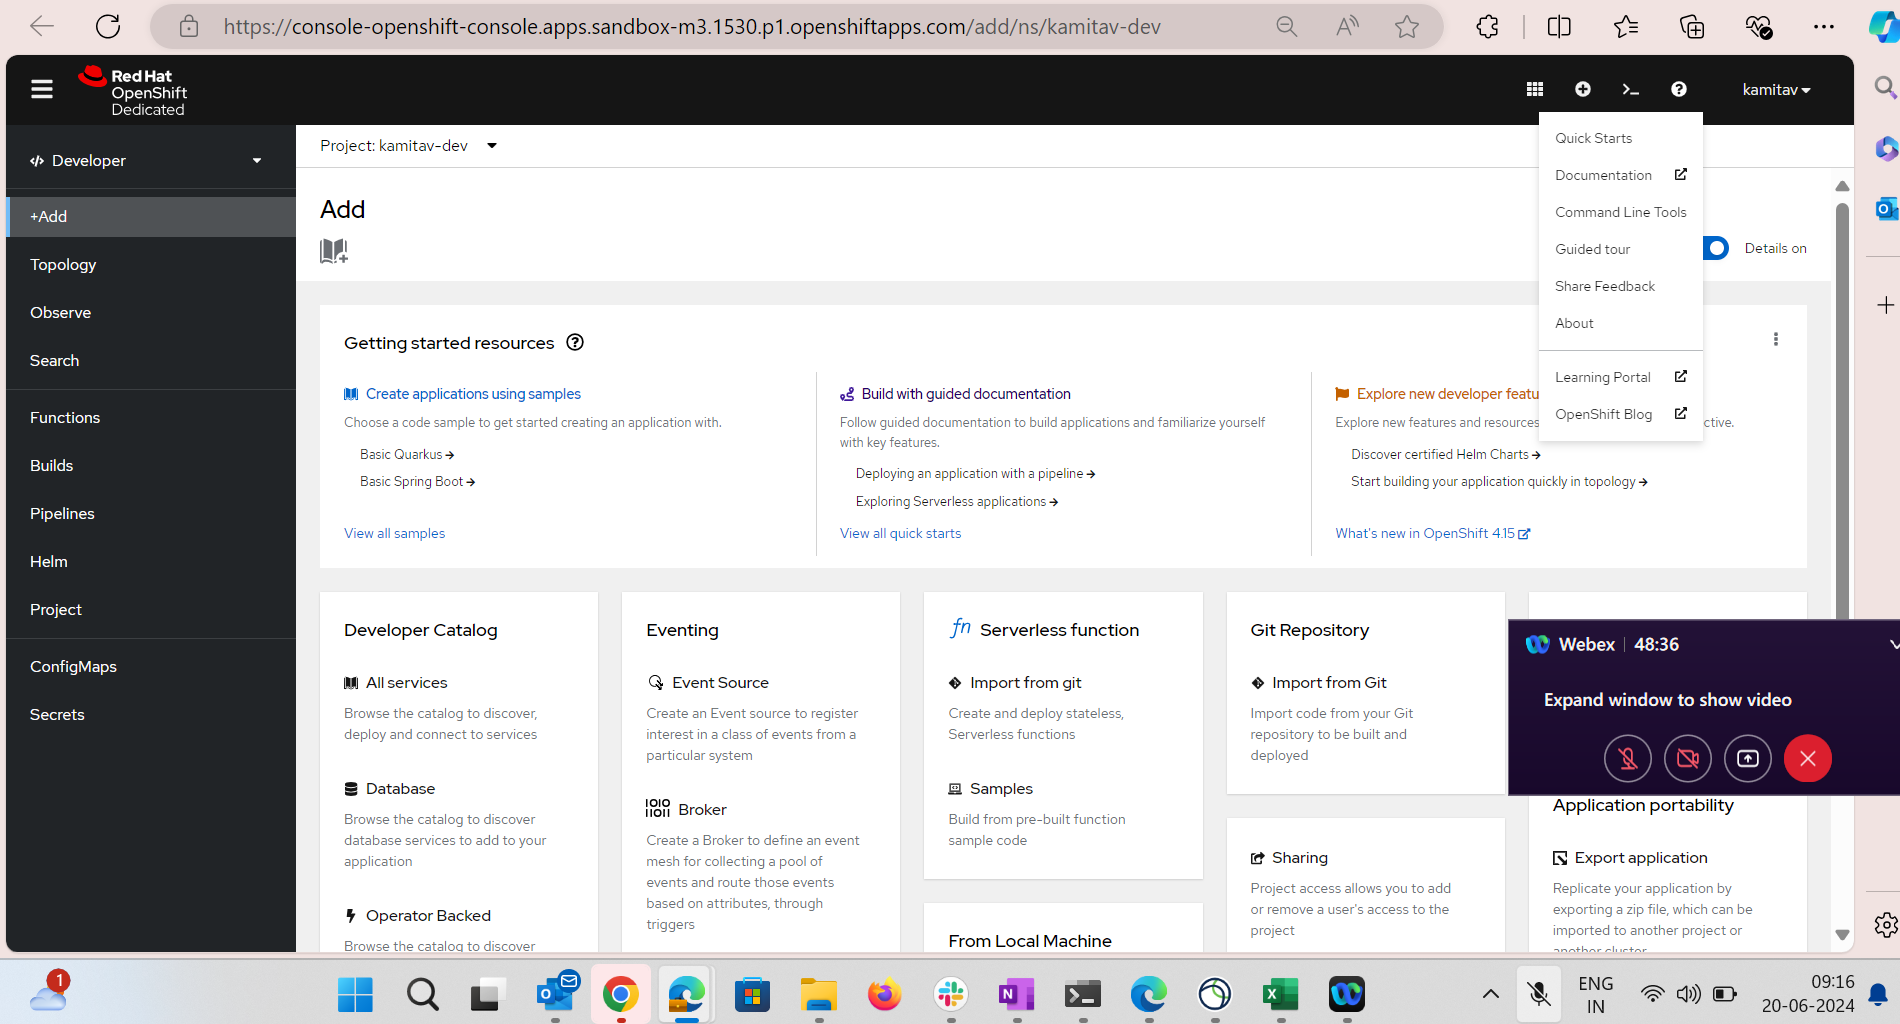 https://console-openshift-console.apps.sandbox-m3.1530.p1.openshiftapps.com/add/ns/kamitav-dev
Red Hat
OpenShift
Dedicated
kamitav
Developer
+Add
Topology
Observe
Search
Functions
Builds
Pipelines
Helm
Project
ConfigMaps
Secrets
Project: kamitav-dev
Add
Details on
Quick Starts
Documentation
Command Line Tools
Guided tour
Share Feedback
About
Learning Portal
OpenShift Blog
Getting started resources
Create applications using samples
Choose a code sample to get started creating an application with.
Basic Quarkus
Basic Spring Boot
View all samples
Build with guided documentation
Follow guided documentation to build applications and familiarize yourself
with key features.
Deploying an application with a pipeline
Exploring Serverless applications
View all quick starts
Explore new developer featu
Explore new features and resources
ctive.
Discover certified Helm Charts
Start building your application quickly in topology
What's new in OpenShift 4.15
Developer Catalog
All services
Browse the catalog to discover,
deploy and connect to services
Database
Browse the catalog to discover
database services to add to your
application
Operator Backed
Browse the catalog to discover
Eventing
Event Source
Create an Event source to register
interest in a class of events from a
particular system
Broker
Create a Broker to define an event
mesh for collecting a pool of
events and route those events
based on attributes, through
triggers
fn Serverless function
Import from git
Create and deploy stateless,
Serverless functions
Samples
Build from pre-built function
sample code
From Local Machine
Git Repository
Import from Git
Import code from your Git
repository to be built and
deployed
Sharing
Project access allows you to add
or remove a user's access to the
project
Webex | 48:36
Expand window to show video
Application portability
Export application
Replicate your application by
exporting a zip file, which can be
imported to another project or
another cluster
1
ENG
IN
09:16
20-06-2024